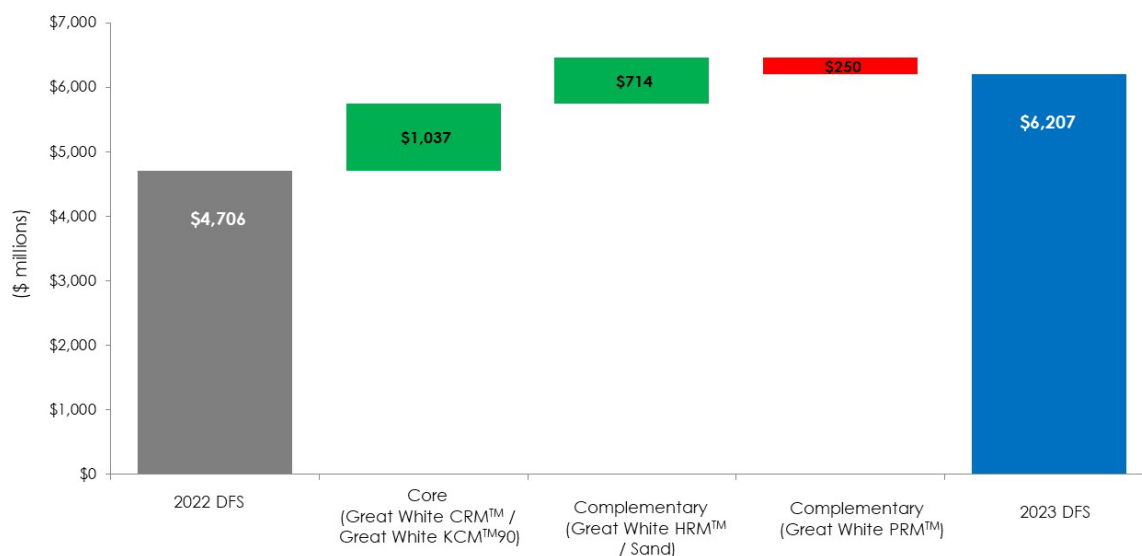 $7,000
$6,000
$5,000
$4,000
$3,000
$2,000
$1,000
$0
($ millions)
$4,706
$1,037
$714
$250
$6,207
2022 DFS
Core
(Great White CRM™ /
Great White KCM™90)
Complementary
(Great White HRM™
/ Sand)
Complementary
(Great White PRM™)
2023 DFS